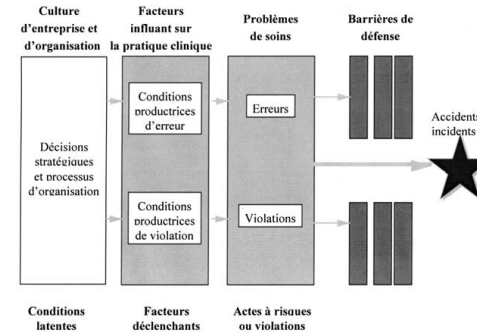 Culture
d'entreprise et
d'organisation
Facteurs
influant sur
la pratique clinique
Problèmes
de soins
Barrières de
défense
Décisions
stratégiques
et processus
d'organisation
Conditions
productrices
d'erreur
Conditions
productrices
de violation
Erreurs
Violations
Accidents
incidents
Conditions
latentes
Facteurs
déclenchants
Actes à risques
ou violations